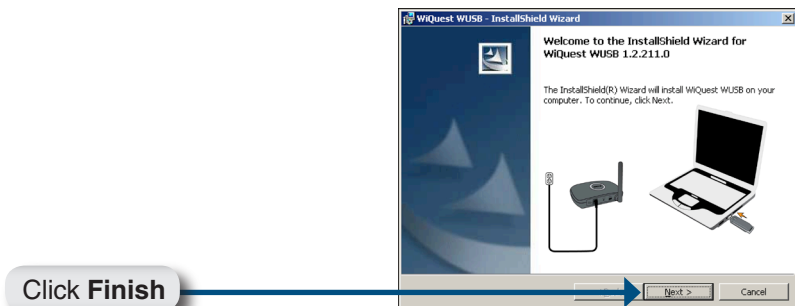 WiQuest WUSB - InstallShield Wizard
Welcome to the InstallShield Wizard for
WiQuest WUSB 1.2.211.0
The InstallShield(R) Wizard will install WiQuest WUSB on your
computer. To continue, click Next.
Click Finish
Next >
Cancel